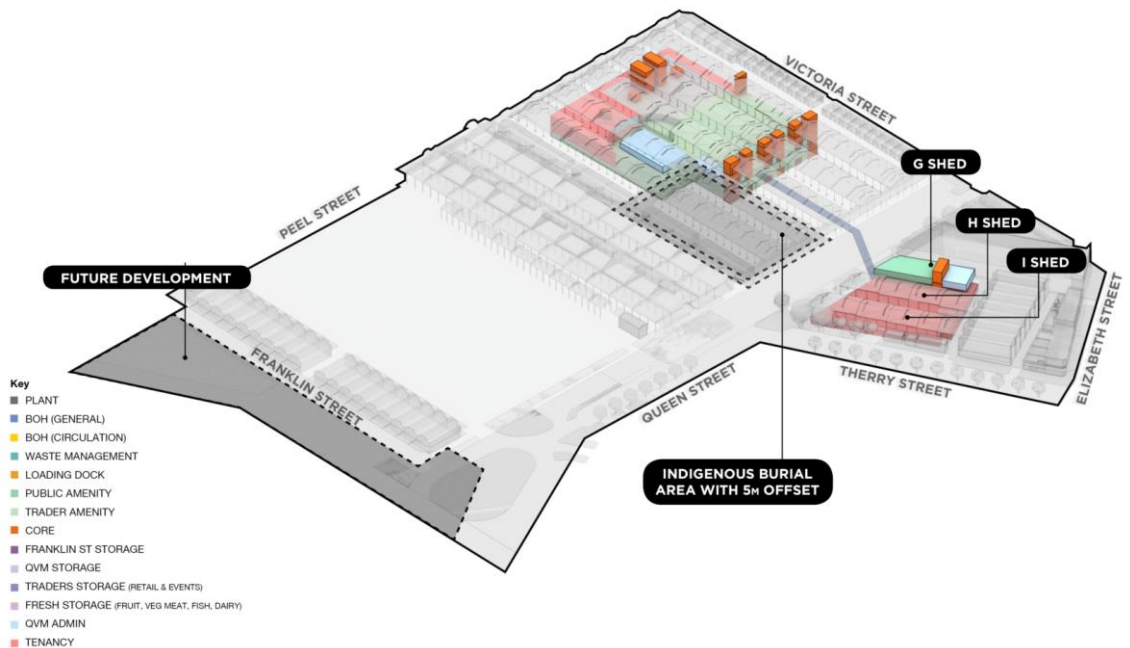 VICTORIA STREET
G SHED
H SHED
I SHED
PEEL STREET
FUTURE DEVELOPMENT
ELIZABETH STREET
FRANKLIN STREET
QUEEN STREET
THERRY STREET
INDIGENOUS BURIAL
AREA WITH 5M OFFSET
Key
PLANT
BOH (GENERAL)
BOH (CIRCULATION)
WASTE MANAGEMENT
LOADING DOCK
PUBLIC AMENITY
TRADER AMENITY
CORE
FRANKLIN ST STORAGE
QVM STORAGE
TRADERS STORAGE (RETAIL & EVENTS)
FRESH STORAGE (FRUIT, VEG MEAT, FISH, DAIRY)
QVM ADMIN
TENANCY